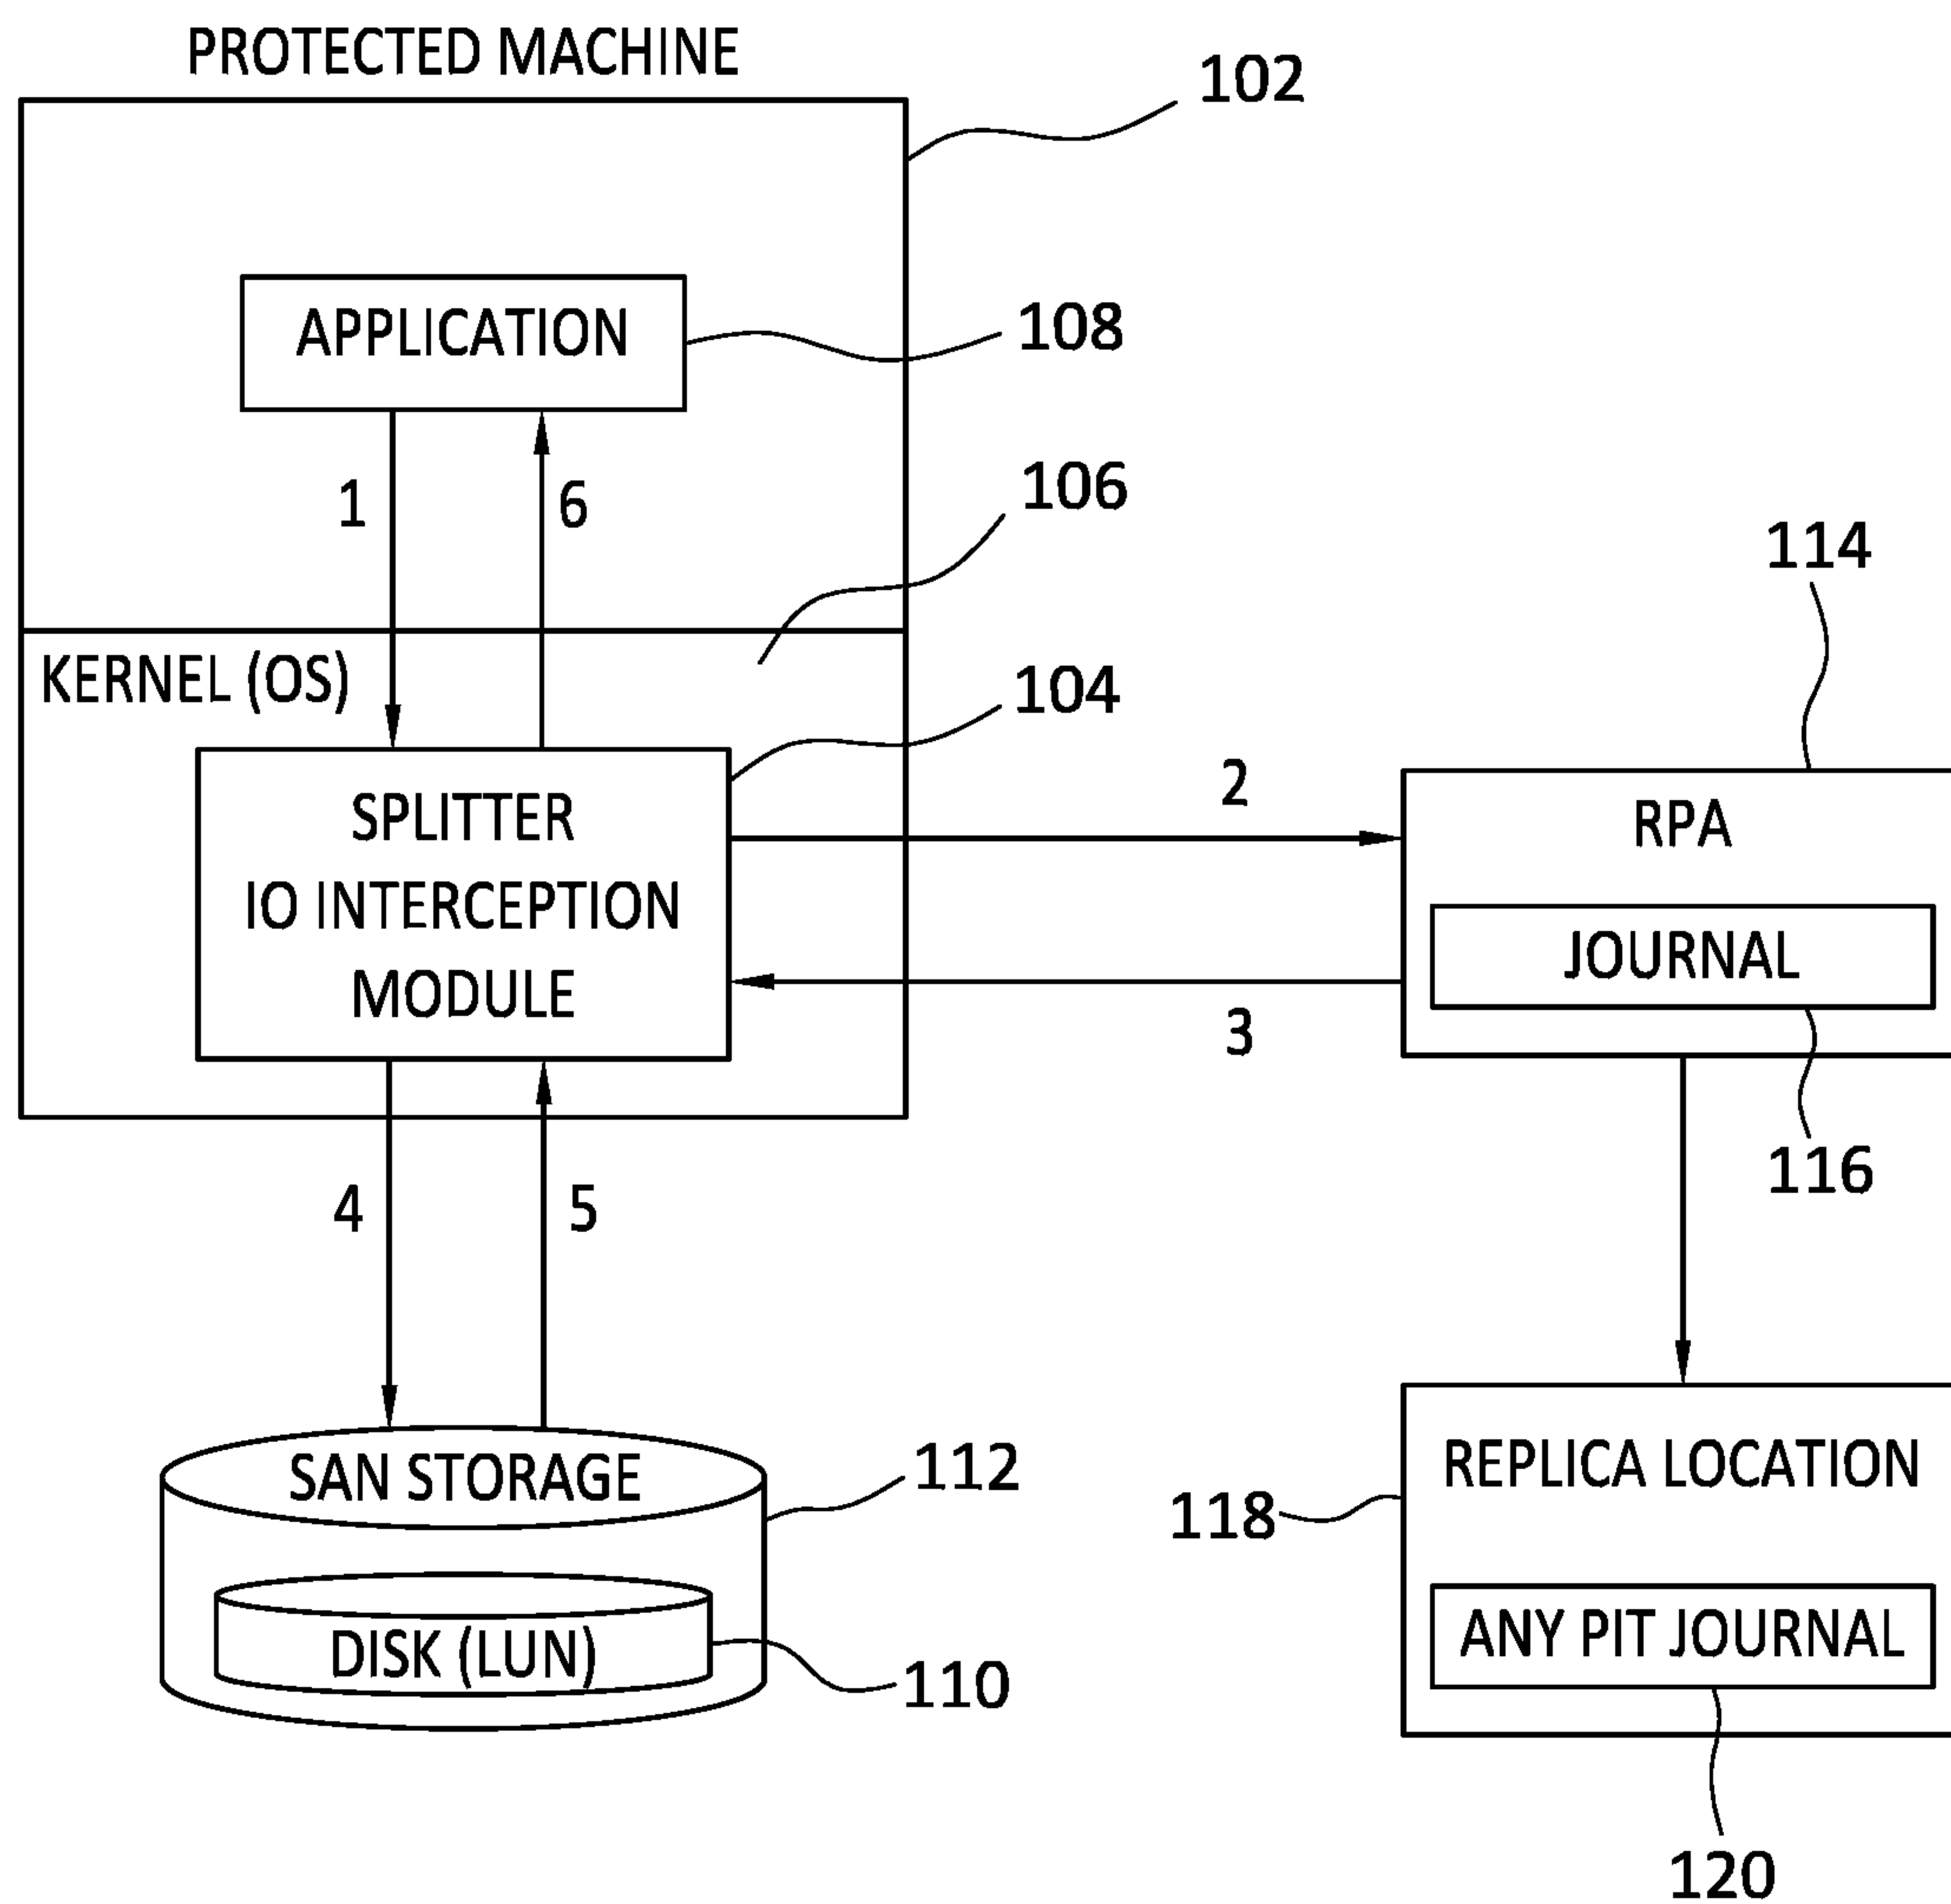 PROTECTED MACHINE
102
APPLICATION
108
1
6
106
KERNEL (OS)
104
114
SPLITTER
IO INTERCEPTION
MODULE
2
3
RPA
JOURNAL
116
4
5
SAN STORAGE
112
DISK (LUN)
110
REPLICA LOCATION
118
ANY PIT JOURNAL
120